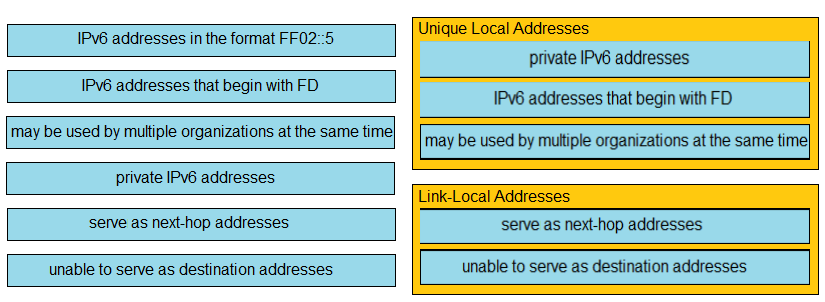 IPv6 addresses in the format FF02::5
IPv6 addresses that begin with FD
may be used by multiple organizations at the same time
private IPv6 addresses
serve as next-hop addresses
unable to serve as destination addresses
Unique Local Addresses
private IPv6 addresses
IPv6 addresses that begin with FD
may be used by multiple organizations at the same time
Link-Local Addresses
serve as next-hop addresses
unable to serve as destination addresses